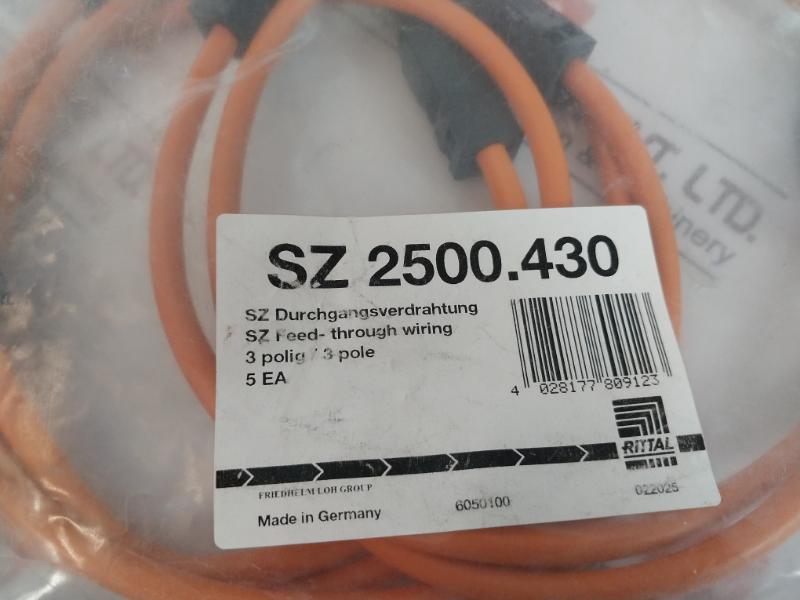 T. LTD.
&
SZ 2500.430
SZ Durchgangsverdrahtung
SZ Feed- through wiring
3 polig / 3 pole
5 EA
4 028177 809123
RITTAL
FRIEDHELM LOH GROUP
Made in Germany
6050100
022025